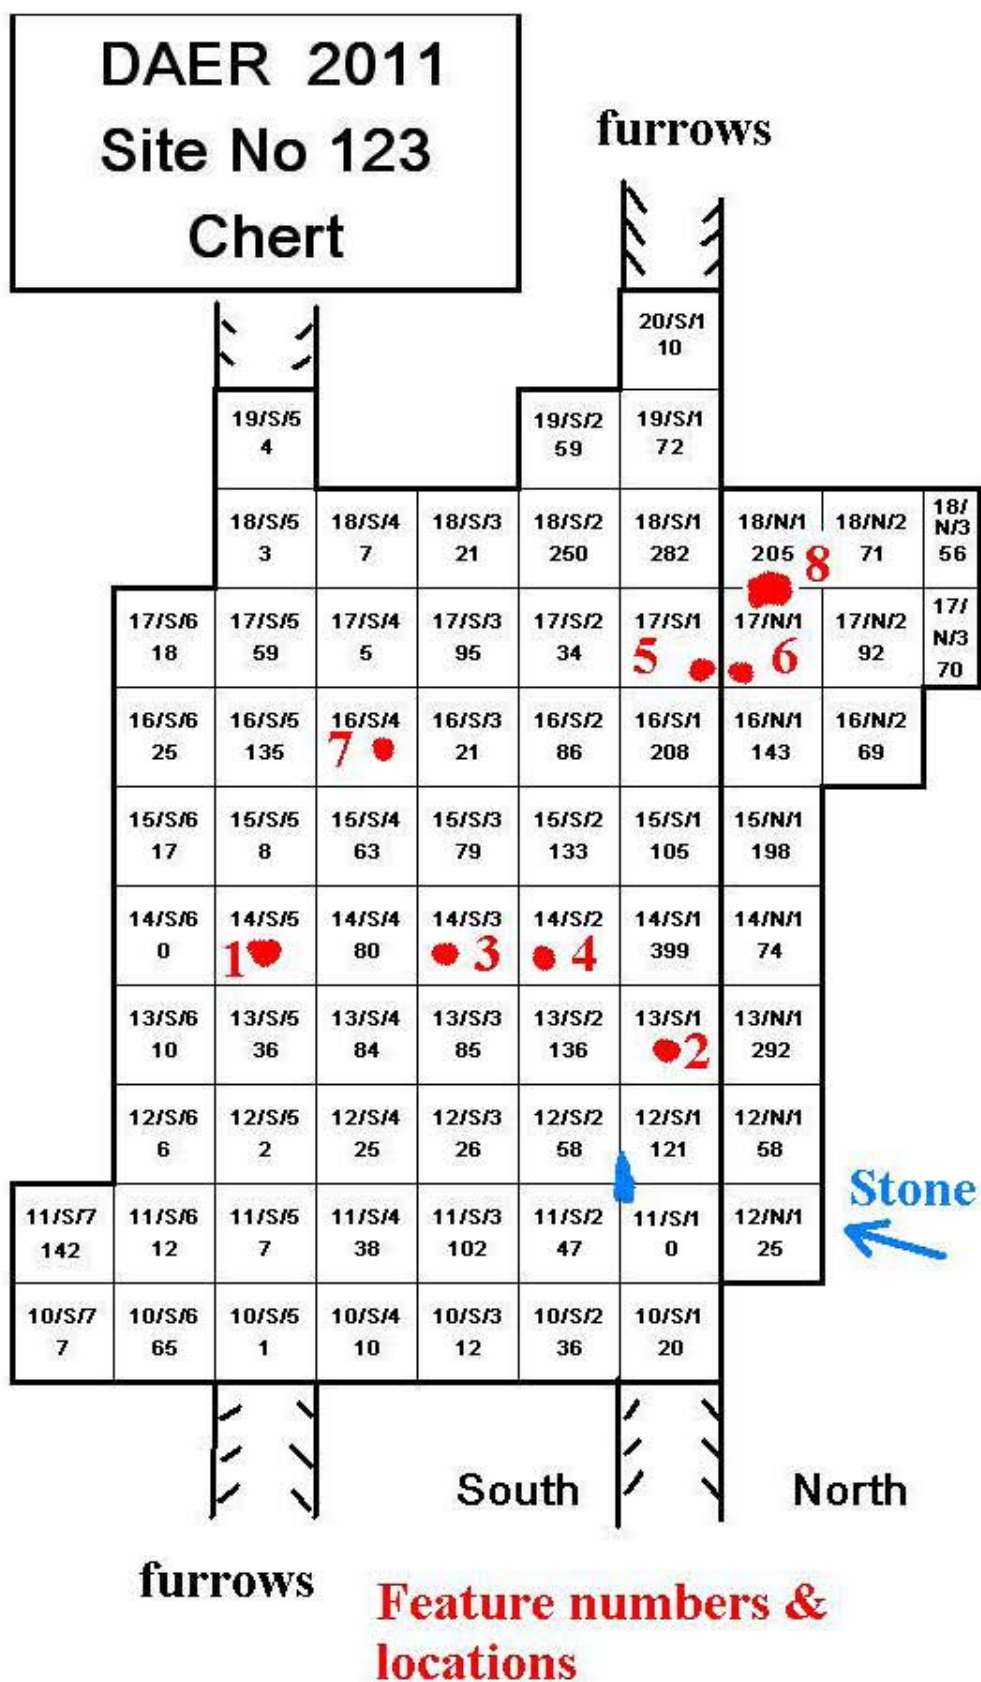 DAER 2011
Site No 123
Chert
furrows
20/S/1
10
19/S/5
4
19/S/2
59
19/S/1
72
18/S/5
3
18/S/4
7
18/S/3
21
18/S/2
250
18/S/1
282
18/N/1
205
8
18/N/2
71
18/
N/3
56
17/S/6
18
17/S/5
59
17/S/4
5
17/S/3
95
17/S/2
34
17/S/1
5
17/N/1
6
17/N/2
92
17/
N/3
70
16/S/6
25
16/S/5
135
16/S/4
7
16/S/3
21
16/S/2
86
16/S/1
208
16/N/1
143
16/N/2
69
15/S/6
17
15/S/5
8
15/S/4
63
15/S/3
79
15/S/2
133
15/S/1
105
15/N/1
198
14/S/6
0
14/S/5
1
14/S/4
80
14/S/3
3
14/S/2
4
14/S/1
399
14/N/1
74
13/S/6
10
13/S/5
36
13/S/4
84
13/S/3
85
13/S/2
136
13/S/1
2
13/N/1
292
12/S/6
6
12/S/5
2
12/S/4
25
12/S/3
26
12/S/2
58
12/S/1
121
12/N/1
58
Stone
11/S/7
142
11/S/6
12
11/S/5
7
11/S/4
38
11/S/3
102
11/S/2
47
11/S/1
0
12/N/1
25
10/S/7
7
10/S/6
65
10/S/5
1
10/S/4
10
10/S/3
12
10/S/2
36
10/S/1
20
South
North
furrows
Feature numbers &
locations